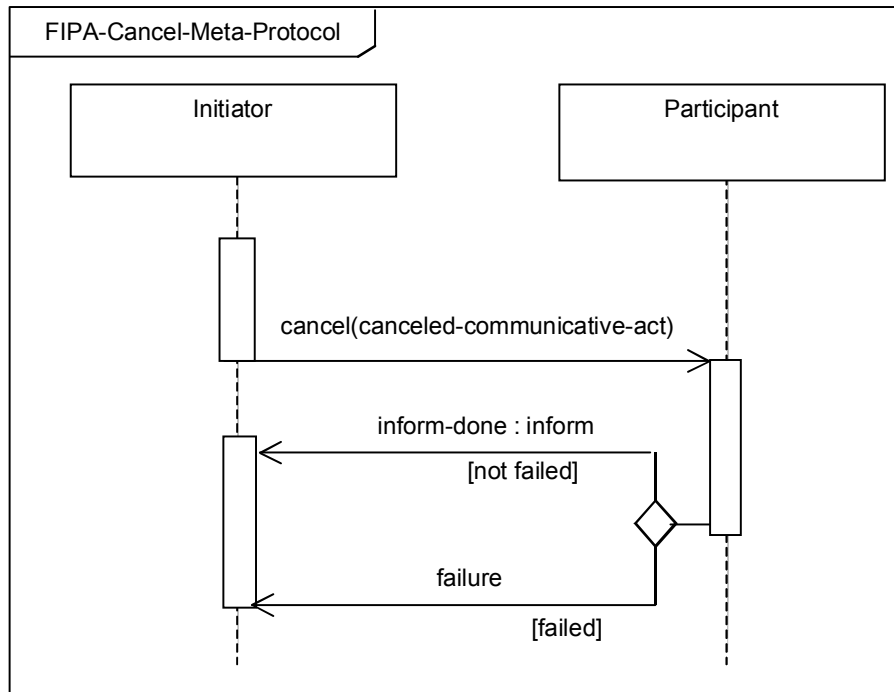 FIPA-Cancel-Meta-Protocol
Initiator
Participant
cancel(canceled-communicative-act)
inform-done : inform
[not failed]
failure
[failed]